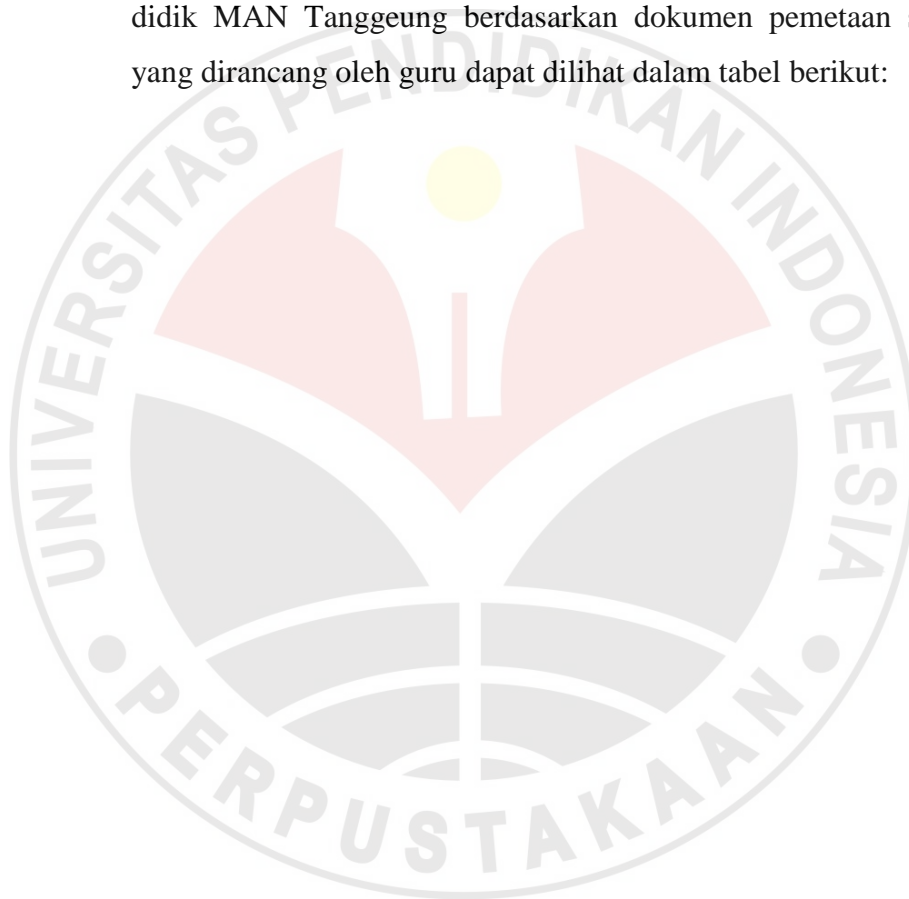 didik MAN Tanggeung berdasarkan dokumen pemetaan
yang dirancang oleh guru dapat dilihat dalam tabel berikut:
UNIVERSITAS PENDIDIKAN INDONESIA
PERPUSTAKAAN